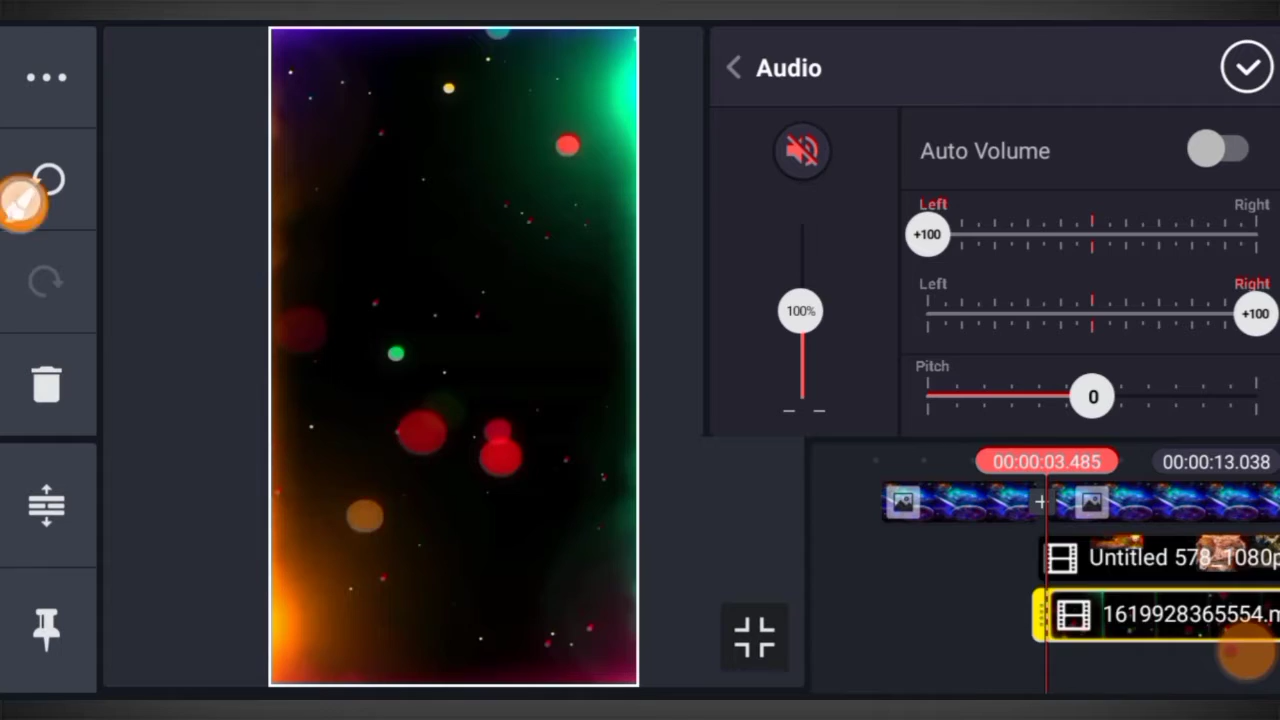 Audio
Auto Volume
Left
Right
+100
Left
Right
+100
100%
Pitch
0
00:00:03.485
00:00:13.038
Untitled 578_1080p
1619928365554.m